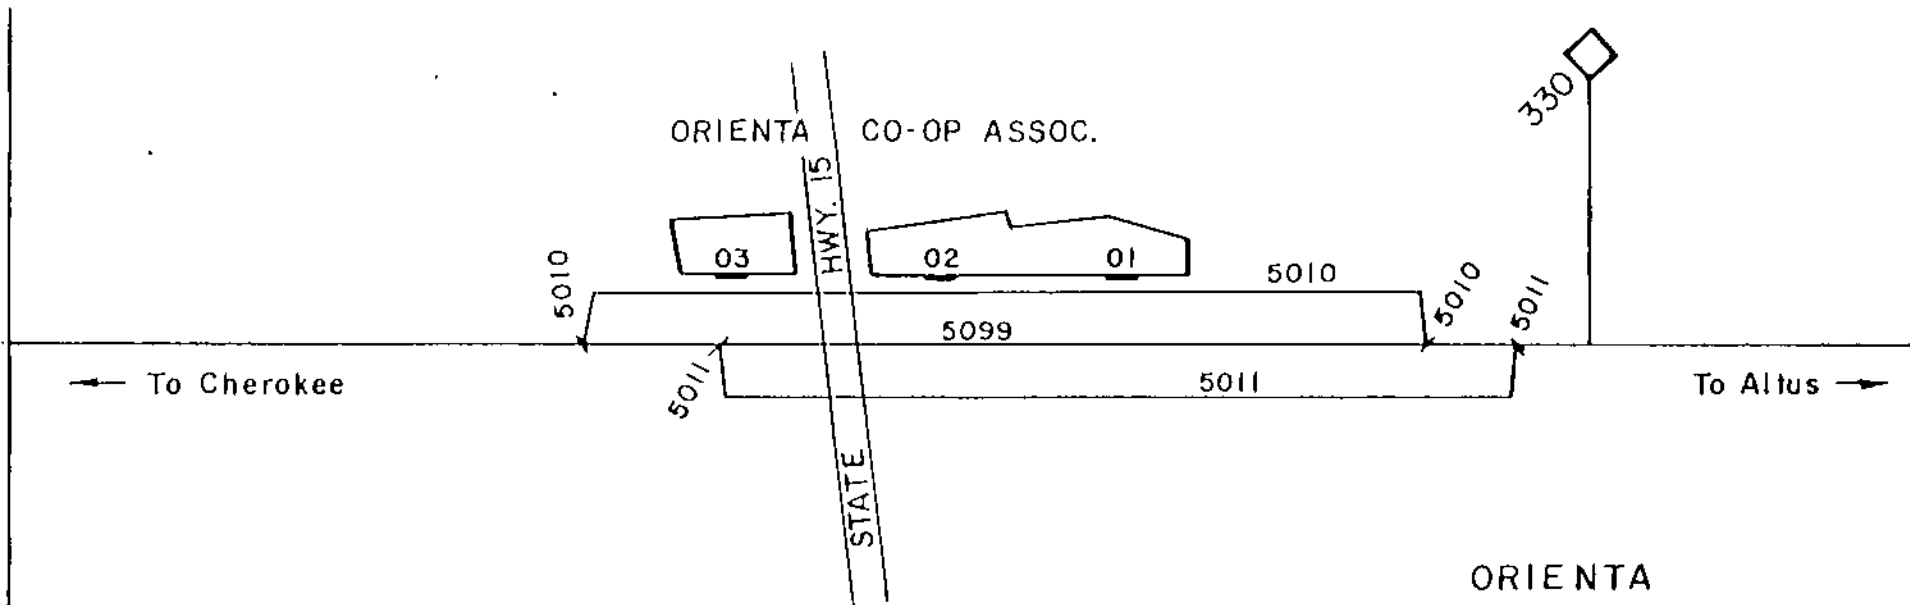 330
ORIENTA CO-OP ASSOC.
STATE HWY. 15
03
02
01
5010
5010
5010
5011
5099
5011
5011
To Cherokee
To Altus
ORIENTA